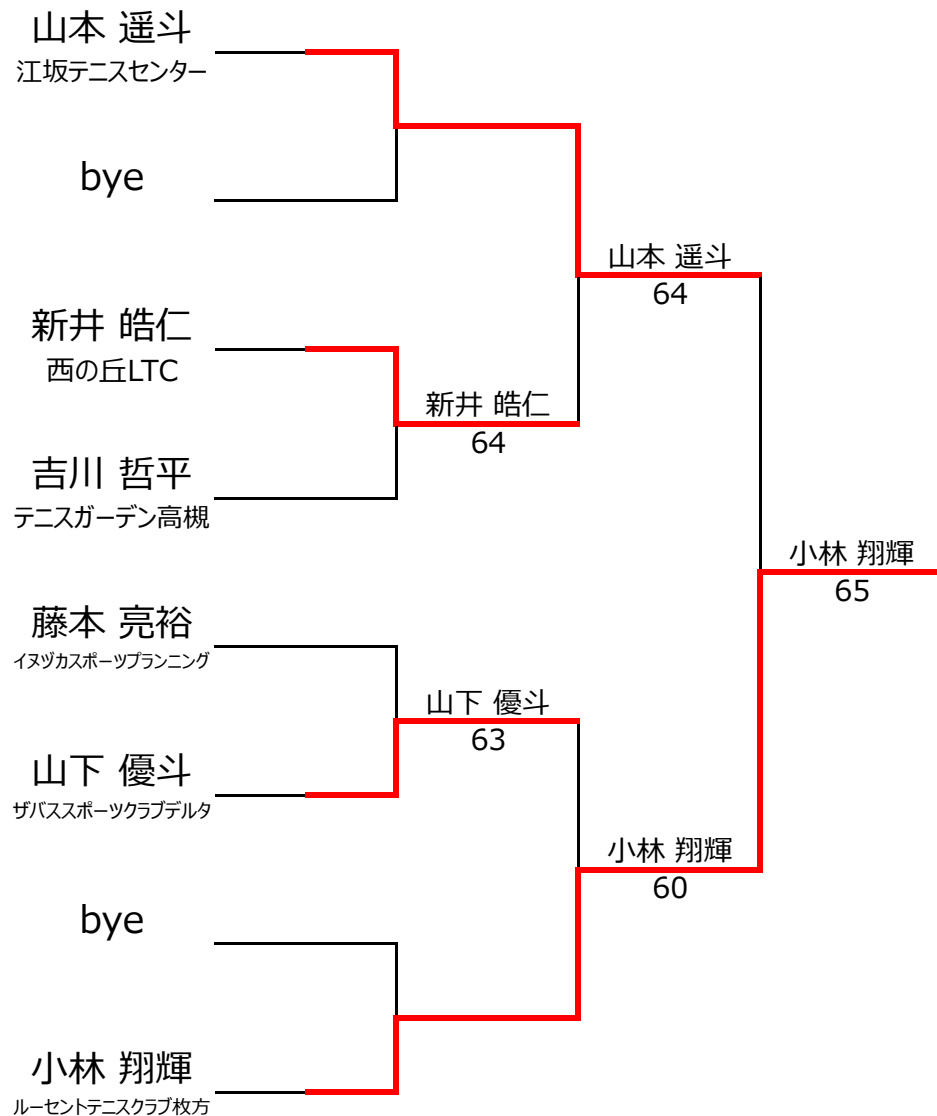 山本 遥斗
江坂テニスセンター
bye
山本 遥斗
64
新井 皓仁
西の丘LTC
新井 皓仁
64
吉川 哲平
テニスガーデン高槻
小林 翔輝
65
藤本 亮裕
イヌヅカスポーツプランニング
山下 優斗
63
山下 優斗
ザバススポーツクラブデルタ
小林 翔輝
60
bye
小林 翔輝
ルーセントテニスクラブ枚方